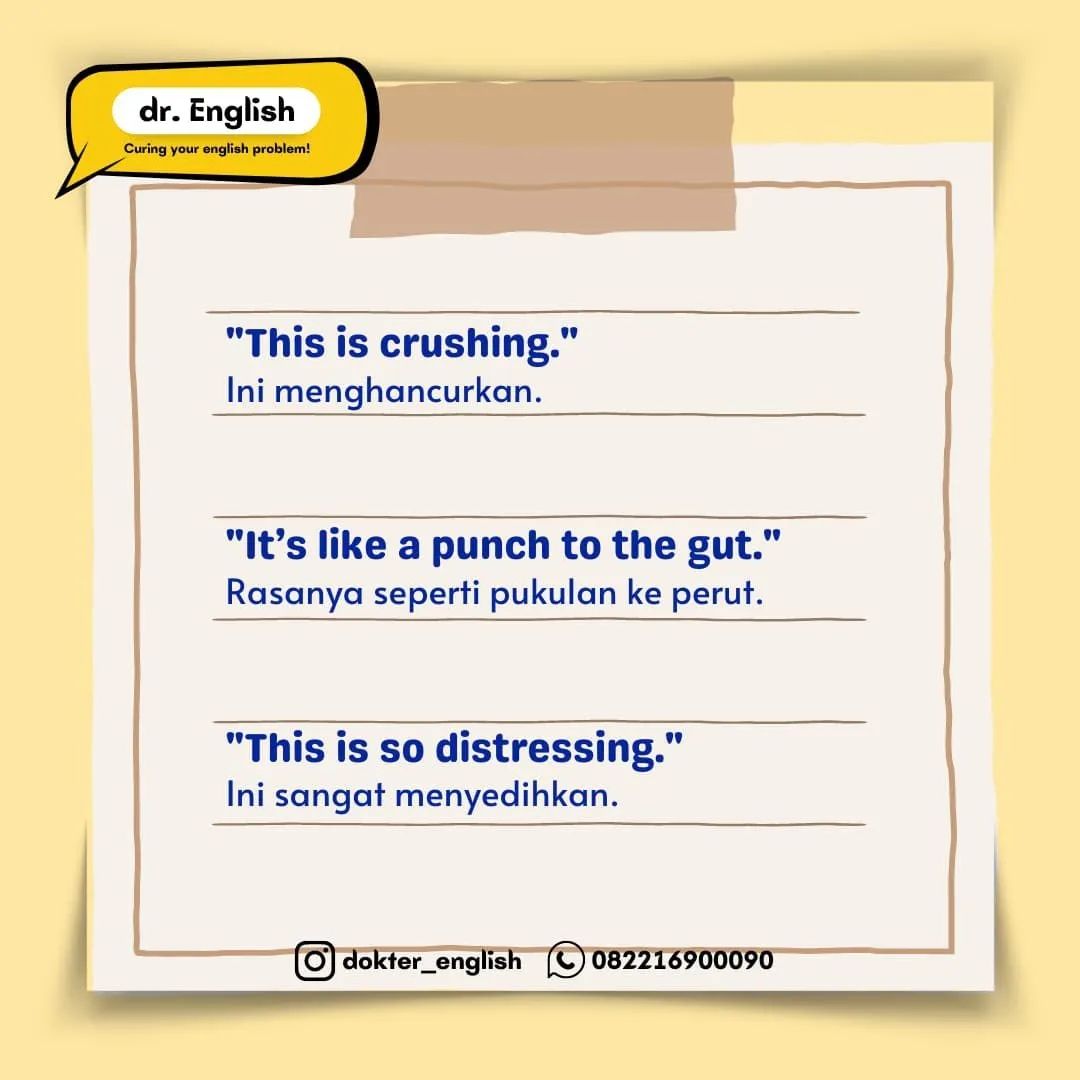 dr. English
Curing your english problem!
"This is crushing."
Ini menghancurkan.
"It’s like a punch to the gut."
Rasanya seperti pukulan ke perut.
"This is so distressing."
Ini sangat menyedihkan.
dokter_english 082216900090